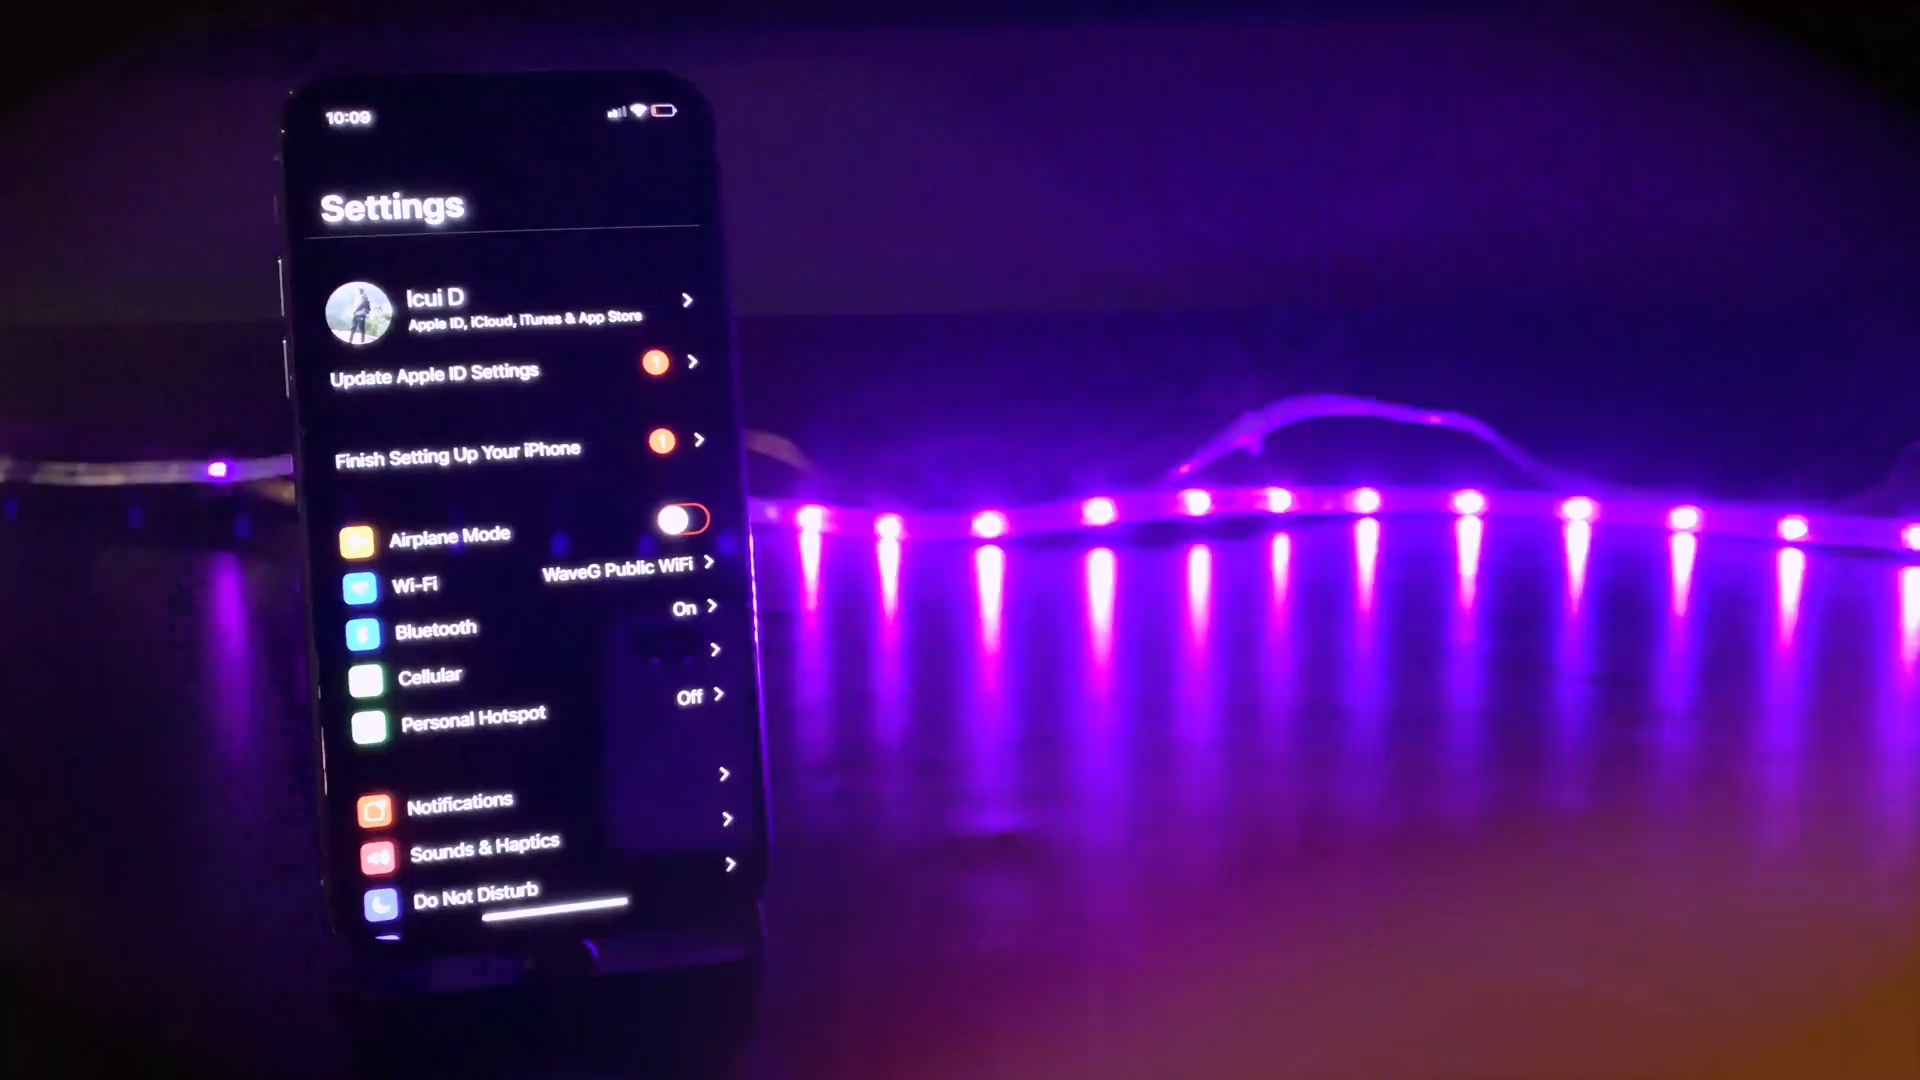 10:09
Settings
Icui D
Apple ID, iCloud, iTunes & App Store
Update Apple ID Settings 1
Finish Setting Up Your iPhone 1
Airplane Mode
Wi-Fi WaveG Public WiFi
Bluetooth On
Cellular
Personal Hotspot Off
Notifications
Sounds & Haptics
Do Not Disturb